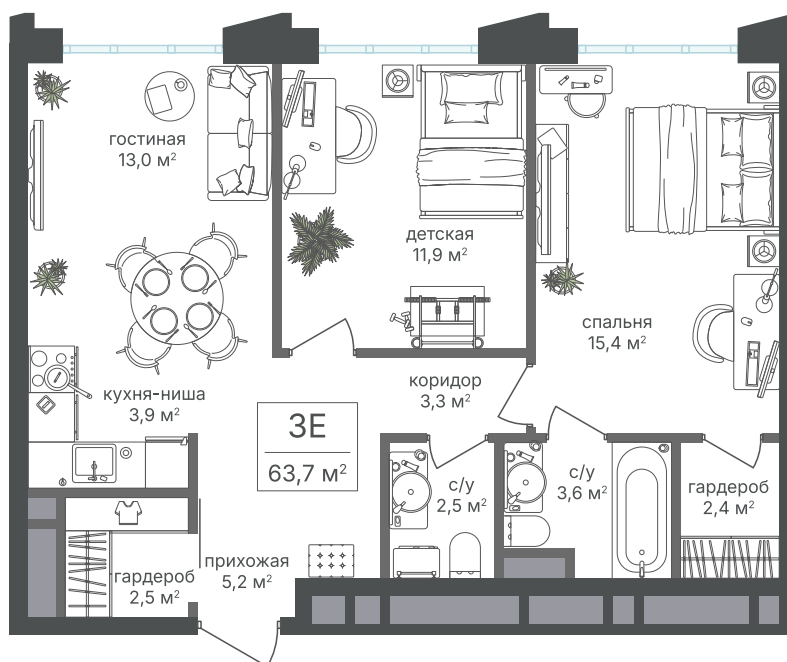 гостиная
13,0 м²
детская
11,9 м²
спальня
15,4 м²
кухня-ниша
3,9 м²
коридор
3,3 м²
3Е
63,7 м²
с/у
2,5 м²
с/у
3,6 м²
гардероб
2,4 м²
прихожая
5,2 м²
гардероб
2,5 м²